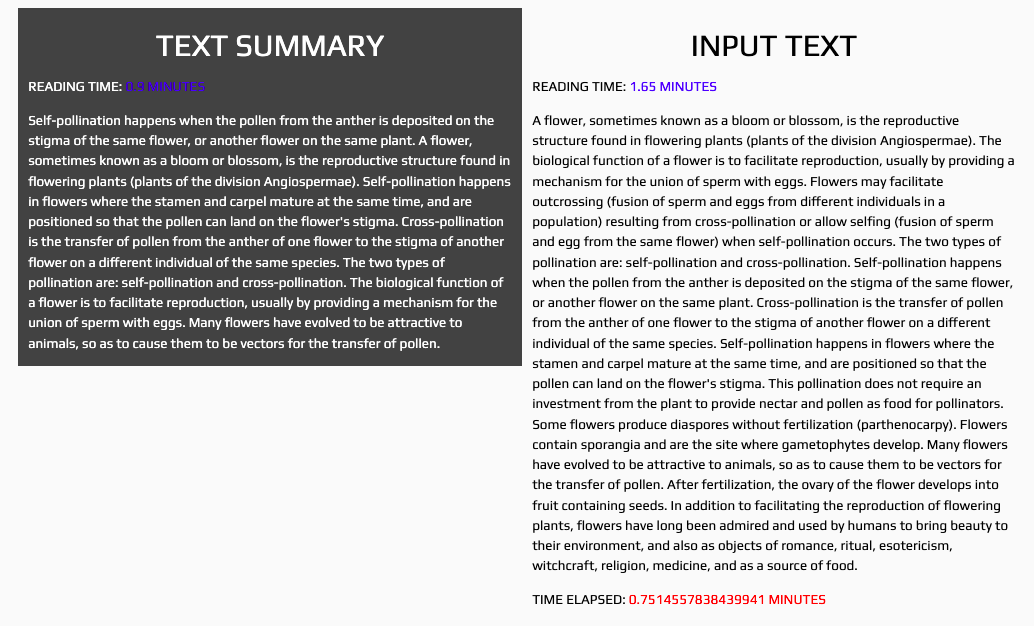 TEXT SUMMARY
READING TIME: 0.9 MINUTES
Self-pollination happens when the pollen from the anther is deposited on the
stigma of the same flower, or another flower on the same plant. A flower,
sometimes known as a bloom or blossom, is the reproductive structure found in
flowering plants (plants of the division Angiospermae). Self-pollination happens
in flowers where the stamen and carpel mature at the same time, and are
positioned so that the pollen can land on the flower's stigma. Cross-pollination
is the transfer of pollen from the anther of one flower to the stigma of another
flower on a different individual of the same species. The two types of
pollination are: self-pollination and cross-pollination. The biological function of
a flower is to facilitate reproduction, usually by providing a mechanism for the
union of sperm with eggs. Many flowers have evolved to be attractive to
animals, so as to cause them to be vectors for the transfer of pollen.
INPUT TEXT
READING TIME: 1.65 MINUTES
A flower, sometimes known as a bloom or blossom, is the reproductive
structure found in flowering plants (plants of the division Angiospermae). The
biological function of a flower is to facilitate reproduction, usually by providing a
mechanism for the union of sperm with eggs. Flowers may facilitate
outcrossing (fusion of sperm and eggs from different individuals in a
population) resulting from cross-pollination or allow selfing (fusion of sperm
and egg from the same flower) when self-pollination occurs. The two types of
pollination are: self-pollination and cross-pollination. Self-pollination happens
when the pollen from the anther is deposited on the stigma of the same flower,
or another flower on the same plant. Cross-pollination is the transfer of pollen
from the anther of one flower to the stigma of another flower on a different
individual of the same species. Self-pollination happens in flowers where the
stamen and carpel mature at the same time, and are positioned so that the
pollen can land on the flower's stigma. This pollination does not require an
investment from the plant to provide nectar and pollen as food for pollinators.
Some flowers produce diaspores without fertilization (parthenocarpy). Flowers
contain sporangia and are the site where gametophytes develop. Many flowers
have evolved to be attractive to animals, so as to cause them to be vectors for
the transfer of pollen. After fertilization, the ovary of the flower develops into
fruit containing seeds. In addition to facilitating the reproduction of flowering
plants, flowers have long been admired and used by humans to bring beauty to
their environment, and also as objects of romance, ritual, esotericism,
witchcraft, religion, medicine, and as a source of food.
TIME ELAPSED: 0.7514557838439941 MINUTES